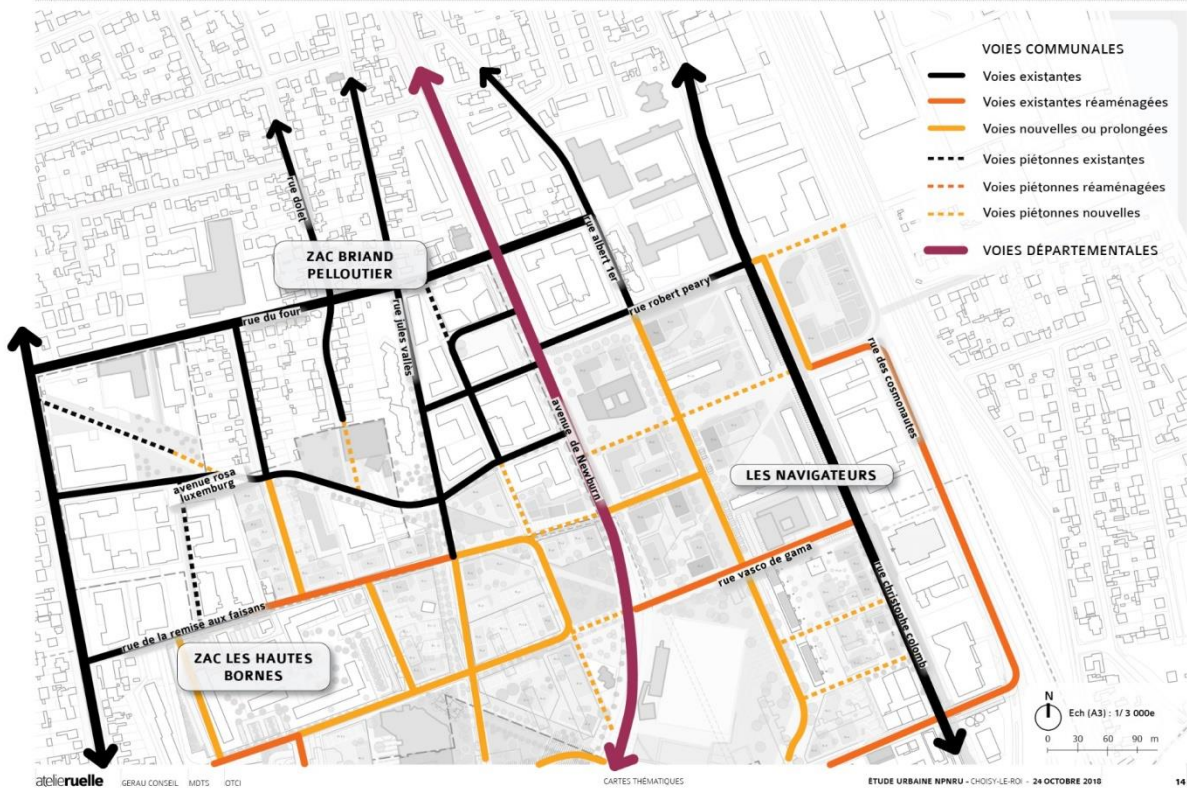 VOIES COMMUNALES
Voies existantes
Voies existantes réaménagées
Voies nouvelles ou prolongées
Voies piétonnes existantes
Voies piétonnes réaménagées
Voies piétonnes nouvelles
VOIES DÉPARTEMENTALES
rue dolet
ZAC BRIAND
PELLOUTIER
rue albert 1er
rue du four
rue jules vallès
rue robert peary
rue des cosmonautes
avenue de Newburn
avenue rosa
luxemburg
LES NAVIGATEURS
rue vasco de gama
rue christophe colomb
rue de la remise aux faisans
ZAC LES HAUTES
BORNES
N
Ech (A3) : 1/ 3 000e
0 30 60 90 m
atelieruelle GERAU CONSEIL MDTS OTCI
CARTES THÉMATIQUES
ÉTUDE URBAINE NPNRU - CHOISY-LE-ROI - 24 OCTOBRE 2018
14